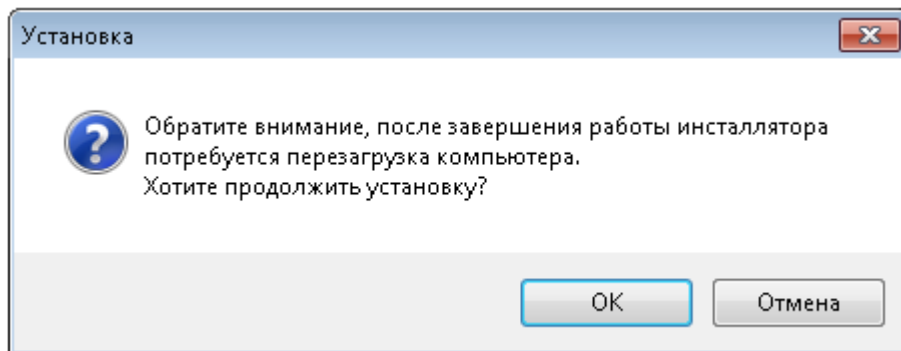 Установка
Обратите внимание, после завершения работы инсталлятора
потребуется перезагрузка компьютера.
Хотите продолжить установку?
OK
Отмена